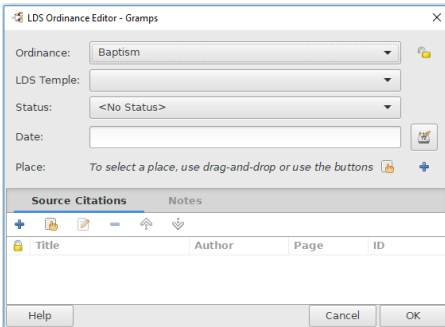 LDS Ordinance Editor - Gramps
Ordinance: Baptism
LDS Temple:
Status: <No Status>
Date:
Place: To select a place, use drag-and-drop or use the buttons
Source Citations Notes
Title Author Page ID
Help Cancel OK